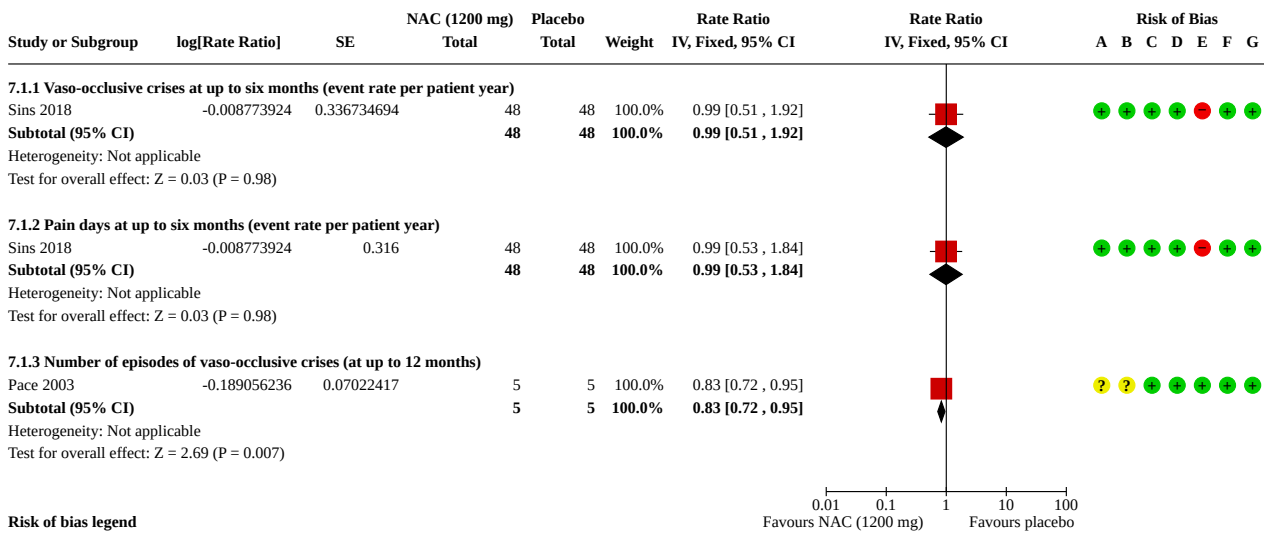 NAC (1200 mg) Placebo Rate Ratio Rate Ratio Risk of Bias
Study or Subgroup log[Rate Ratio] SE Total Total Weight IV, Fixed, 95% CI IV, Fixed, 95% CI A B C D E F G
7.1.1 Vaso-occlusive crises at up to six months (event rate per patient year)
Sins 2018 -0.008773924 0.336734694 48 48 100.0% 0.99 [0.51 , 1.92] + + + + − + +
Subtotal (95% CI) 48 48 100.0% 0.99 [0.51 , 1.92]
Heterogeneity: Not applicable
Test for overall effect: Z = 0.03 (P = 0.98)
7.1.2 Pain days at up to six months (event rate per patient year)
Sins 2018 -0.008773924 0.316 48 48 100.0% 0.99 [0.53 , 1.84] + + + + − + +
Subtotal (95% CI) 48 48 100.0% 0.99 [0.53 , 1.84]
Heterogeneity: Not applicable
Test for overall effect: Z = 0.03 (P = 0.98)
7.1.3 Number of episodes of vaso-occlusive crises (at up to 12 months)
Pace 2003 -0.189056236 0.07022417 5 5 100.0% 0.83 [0.72 , 0.95] ? ? + + + + +
Subtotal (95% CI) 5 5 100.0% 0.83 [0.72 , 0.95]
Heterogeneity: Not applicable
Test for overall effect: Z = 2.69 (P = 0.007)
0.01 0.1 1 10 100
Favours NAC (1200 mg) Favours placebo
Risk of bias legend